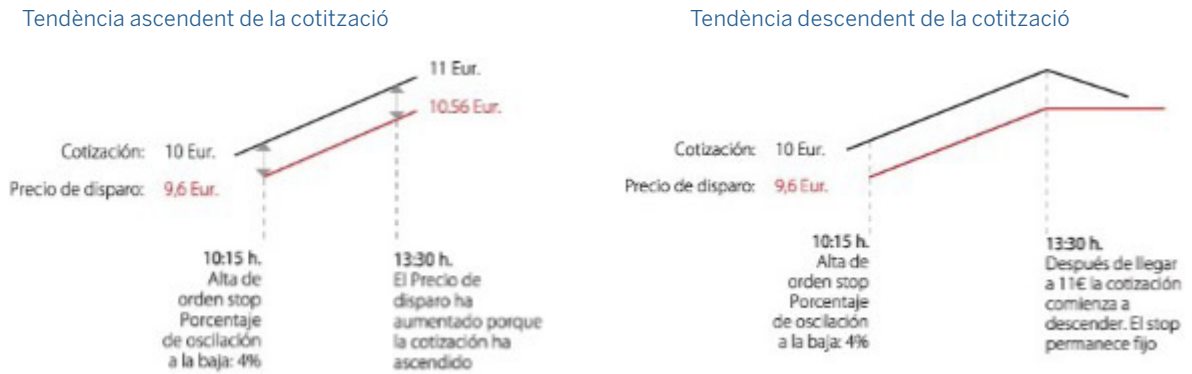 Tendència ascendent de la cotització
11 Eur.
10.56 Eur.
Cotización: 10 Eur.
Precio de disparo: 9,6 Eur.
10:15 h.
Alta de
orden stop
Porcentaje
de oscilación
a la baja: 4%
13:30 h.
El Precio de
disparo ha
aumentado porque
la cotización ha
ascendido
Tendència descendent de la cotització
Cotización: 10 Eur.
Precio de disparo: 9,6 Eur.
10:15 h.
Alta de
orden stop
Porcentaje
de oscilación
a la baja: 4%
13:30 h.
Después de llegar
a 11€ la cotización
comienza a
descender. El stop
permanece fijo